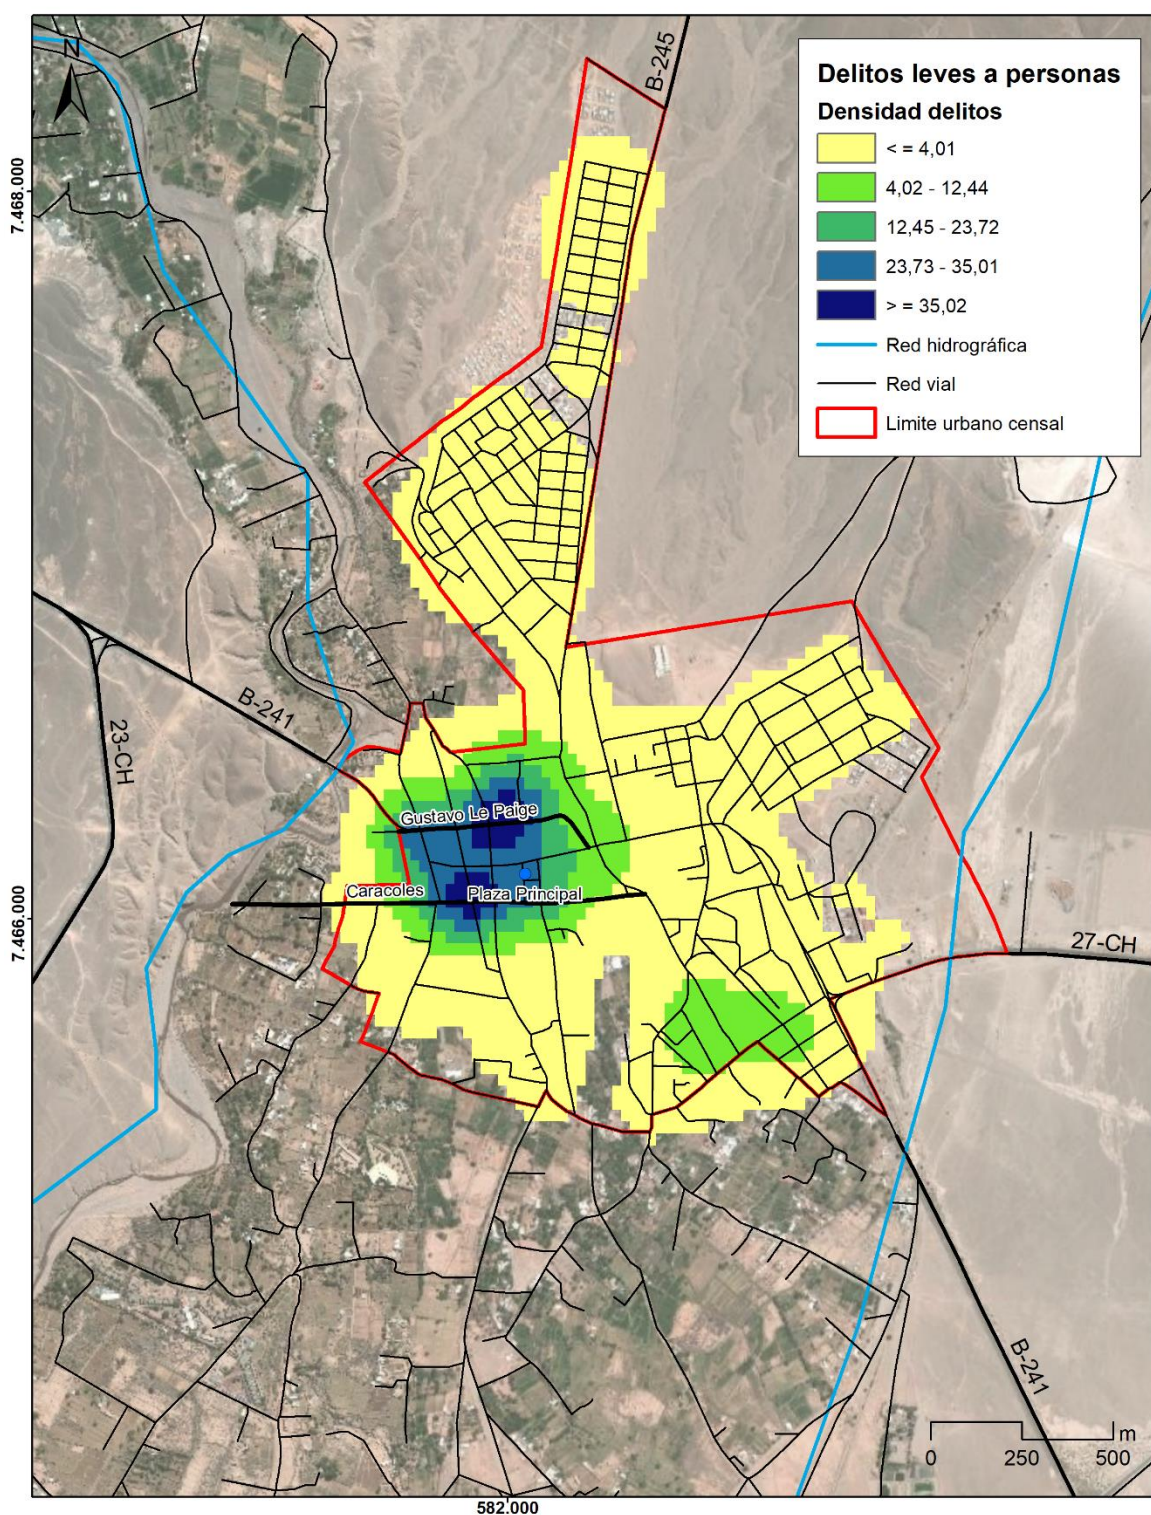 N
B-245
Delitos leves a personas
Densidad delitos
< = 4,01
4,02 - 12,44
12,45 - 23,72
23,73 - 35,01
> = 35,02
Red hidrográfica
Red vial
Limite urbano censal
7.468.000
B-241
23-CH
Gustavo Le Paige
Caracoles
Plaza Principal
7.466.000
27-CH
B-241
m
0 250 500
582.000